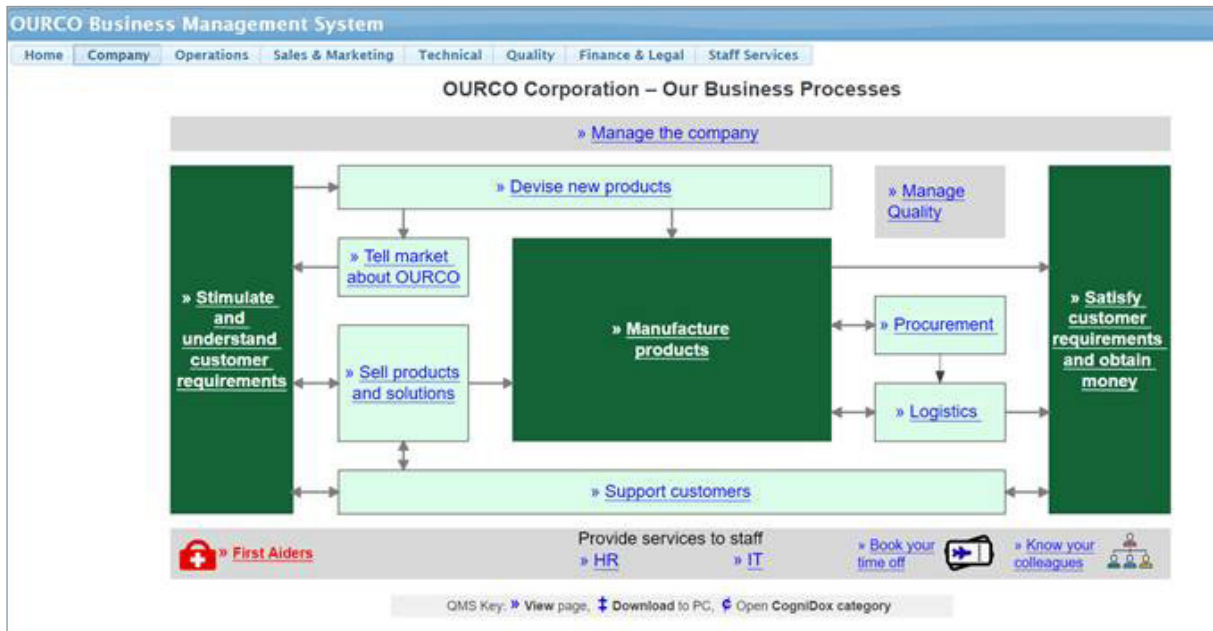 OURCO Business Management System
Home Company Operations Sales & Marketing Technical Quality Finance & Legal Staff Services
OURCO Corporation – Our Business Processes
» Manage the company
» Devise new products
» Manage
Quality
» Tell market
about OURCO
» Stimulate
and
understand
customer
requirements
» Manufacture
products
» Procurement
» Satisfy
customer
requirements
and obtain
money
» Sell products
and solutions
» Logistics
» Support customers
» First Aiders
Provide services to staff
» HR » IT
» Book your
time off
» Know your
colleagues
QMS Key: » View page, ‡ Download to PC, ¢ Open CogniDox category